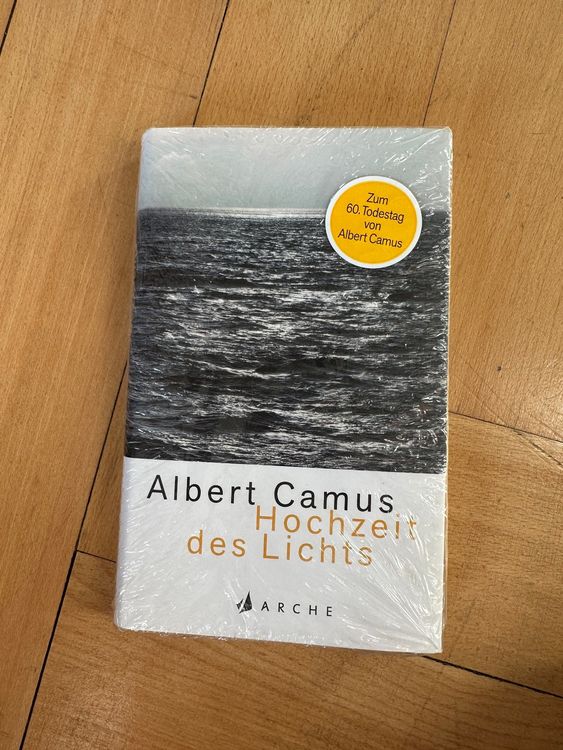 Zum
60. Todestag
von
Albert Camus
Albert Camus
Hochzeit
des Lichts
ARCHE